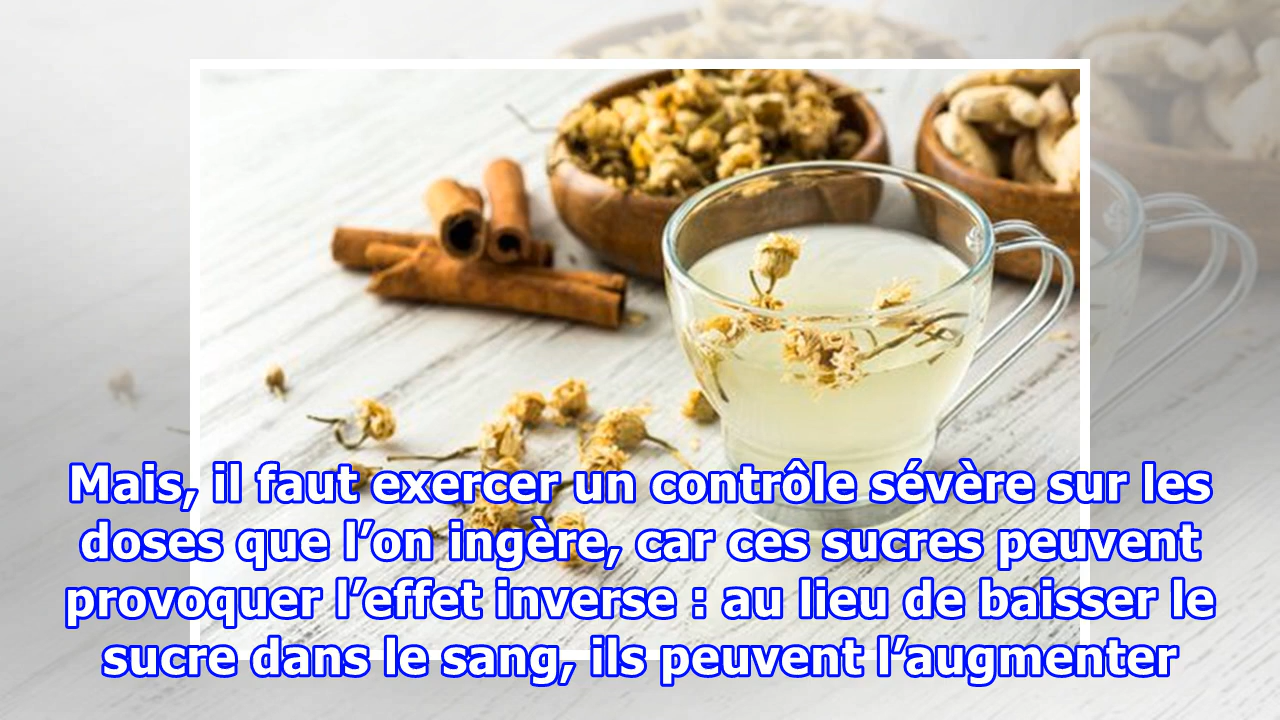 Mais, il faut exercer un contrôle sévère sur les
doses que l’on ingère, car ces sucres peuvent
provoquer l’effet inverse : au lieu de baisser le
sucre dans le sang, ils peuvent l’augmenter